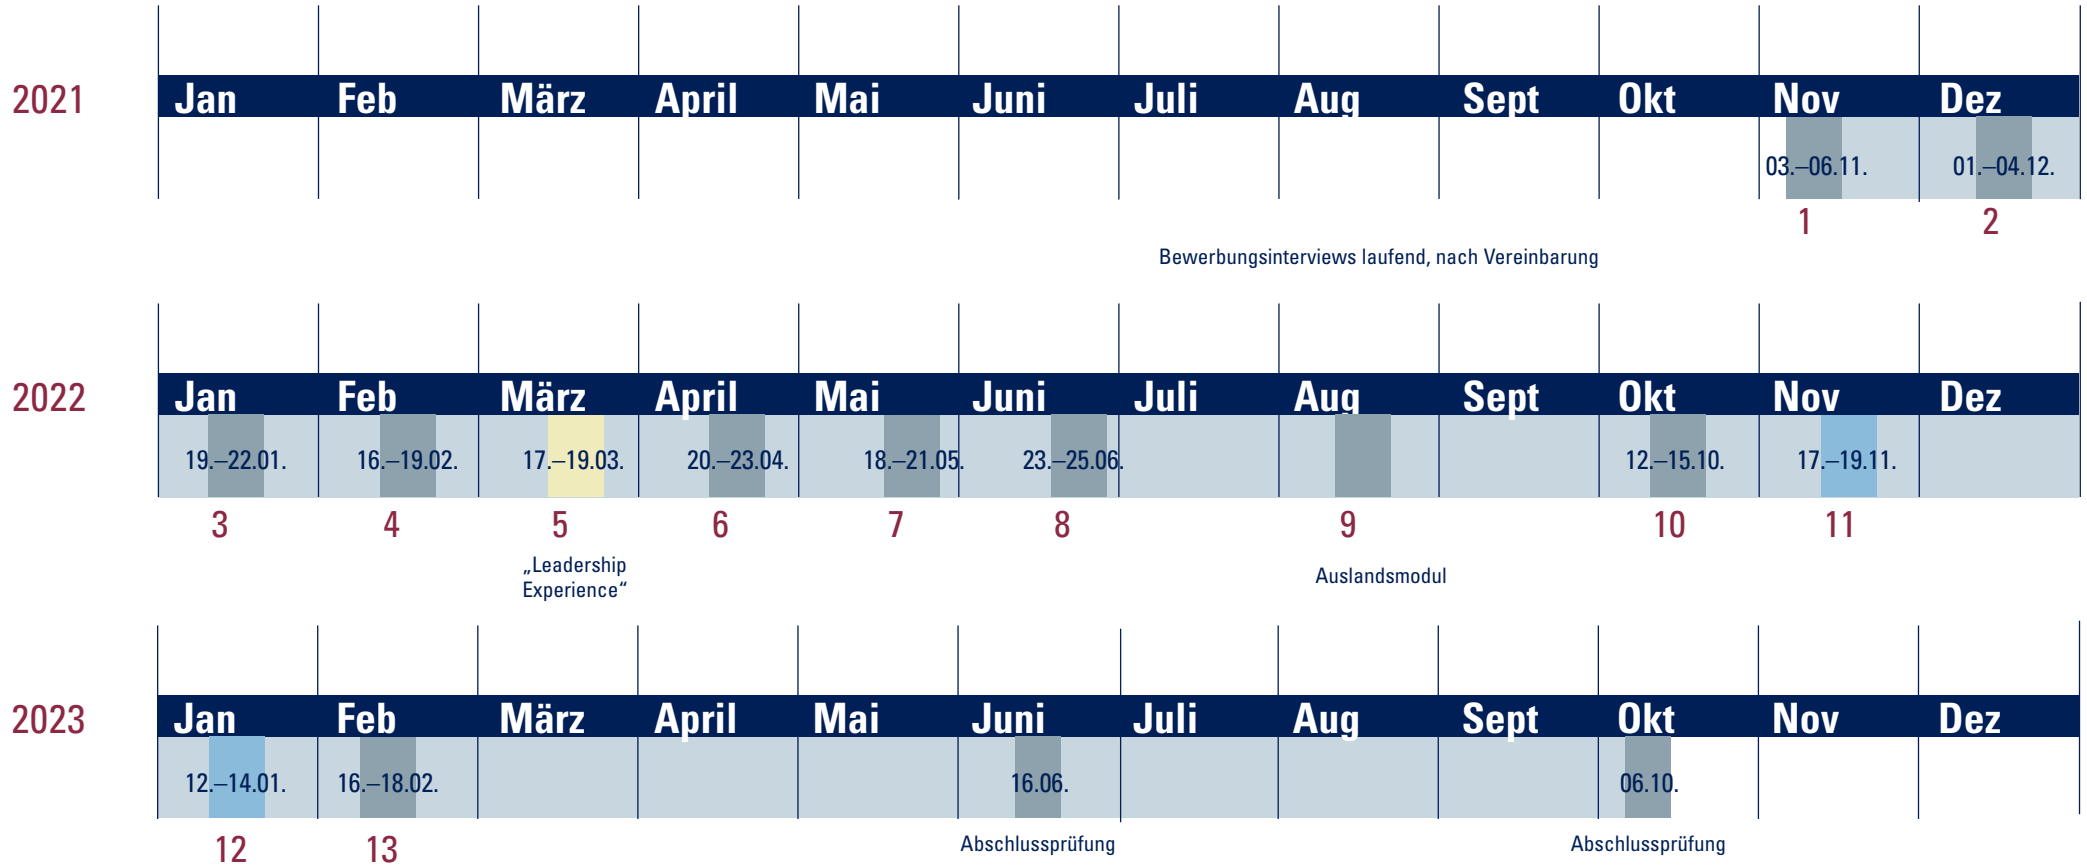 2021 Jan Feb März April Mai Juni Juli Aug Sept Okt Nov Dez
03.–06.11. 01.–04.12.
1 2
Bewerbungsinterviews laufend, nach Vereinbarung
2022 Jan Feb März April Mai Juni Juli Aug Sept Okt Nov Dez
19.–22.01. 16.–19.02. 17.–19.03. 20.–23.04. 18.–21.05. 23.–25.06. 12.–15.10. 17.–19.11.
3 4 5 6 7 8 9 10 11
„Leadership
Experience“
Auslandsmodul
2023 Jan Feb März April Mai Juni Juli Aug Sept Okt Nov Dez
12.–14.01. 16.–18.02. 16.06. 06.10.
12 13
Abschlussprüfung Abschlussprüfung